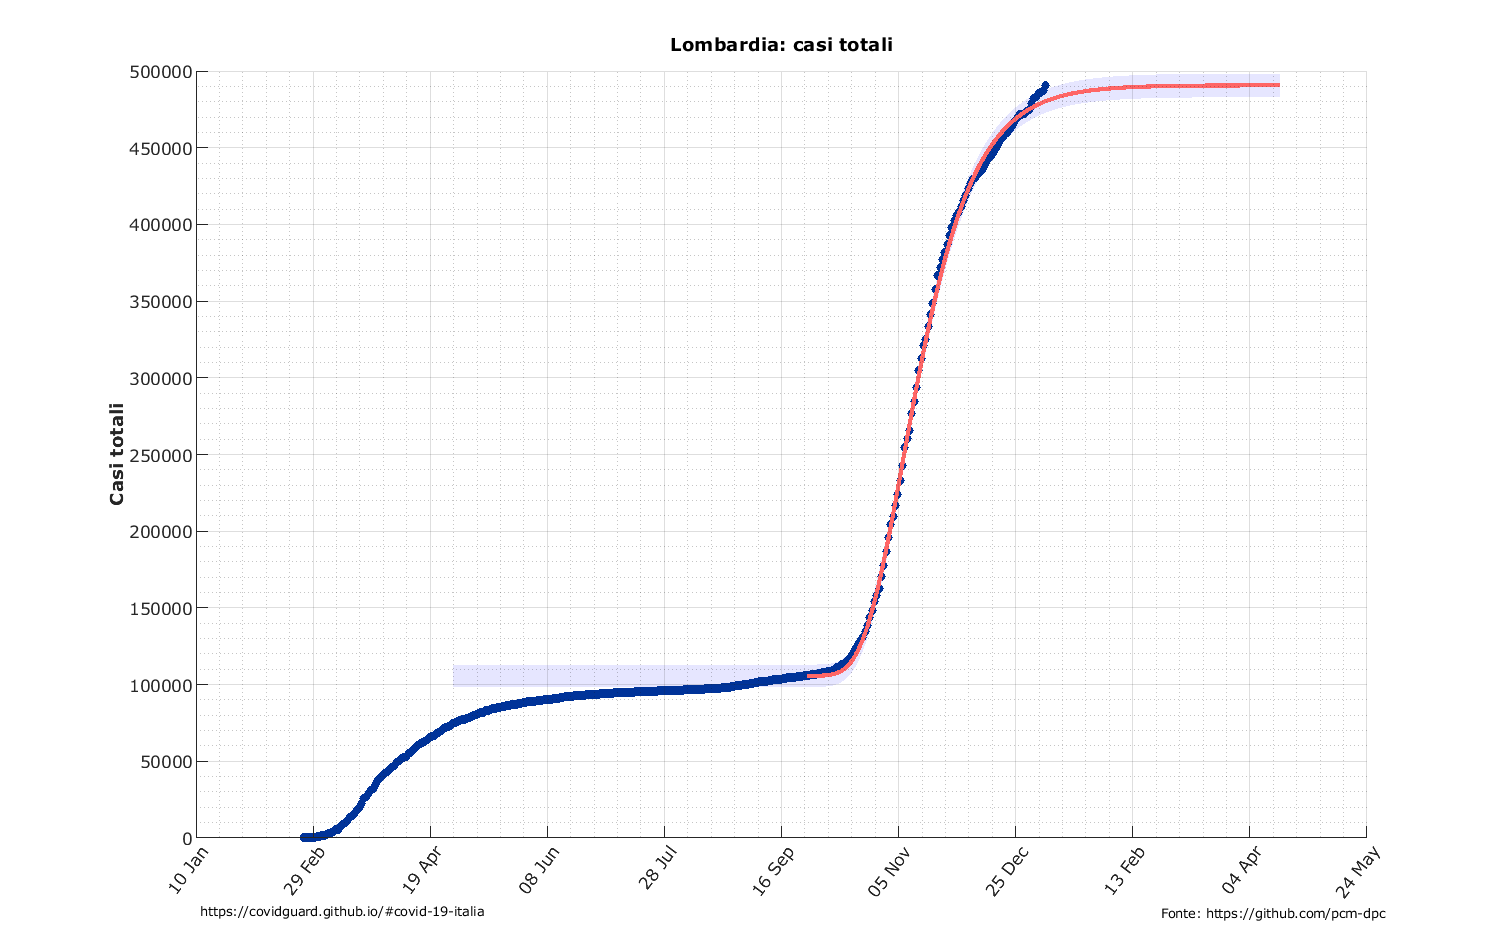 Lombardia: casi totali
500000
450000
400000
350000
300000
250000
200000
150000
100000
50000
0
Casi totali
10 Jan
29 Feb
19 Apr
08 Jun
28 Jul
16 Sep
05 Nov
25 Dec
13 Feb
04 Apr
24 May
https://covidguard.github.io/#covid-19-italia
Fonte: https://github.com/pcm-dpc